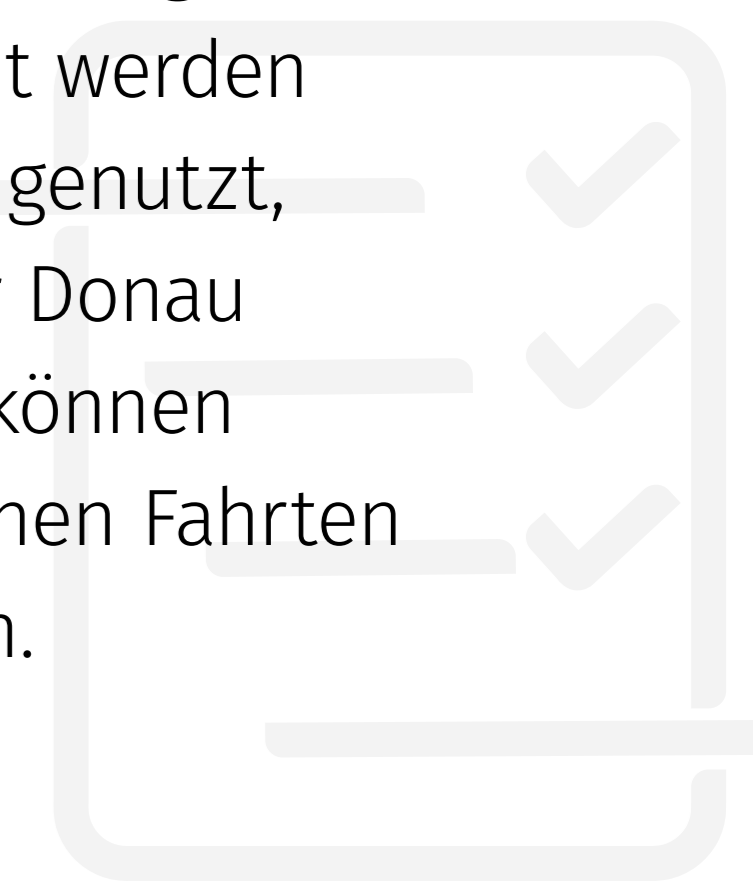 t werden
genutzt,
Donau
können
nen Fahrten
n.